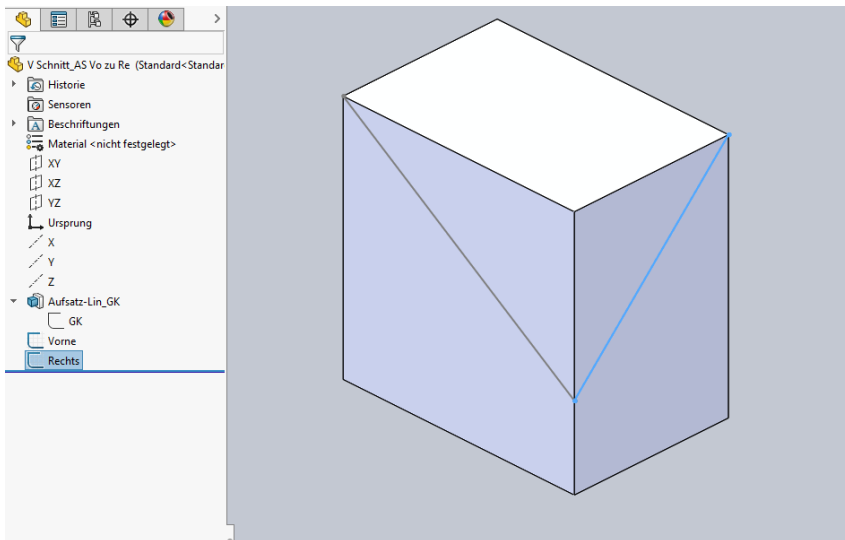 V Schnitt_AS Vo zu Re (Standard<Standar
Historie
Sensoren
Beschriftungen
Material <nicht festgelegt>
XY
XZ
YZ
Ursprung
X
Y
Z
Aufsatz-Lin_GK
GK
Vorne
Rechts